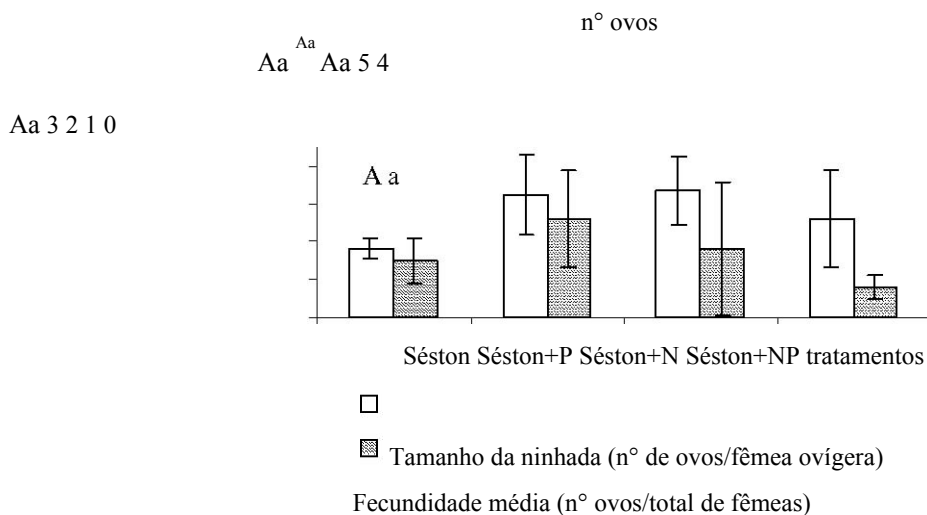 n° ovos
Aa Aa Aa 5 4
Aa 3 2 1 0
A a
Séston Séston+P Séston+N Séston+NP tratamentos
Tamanho da ninhada (n° de ovos/fêmea ovígera)
Fecundidade média (n° ovos/total de fêmeas)